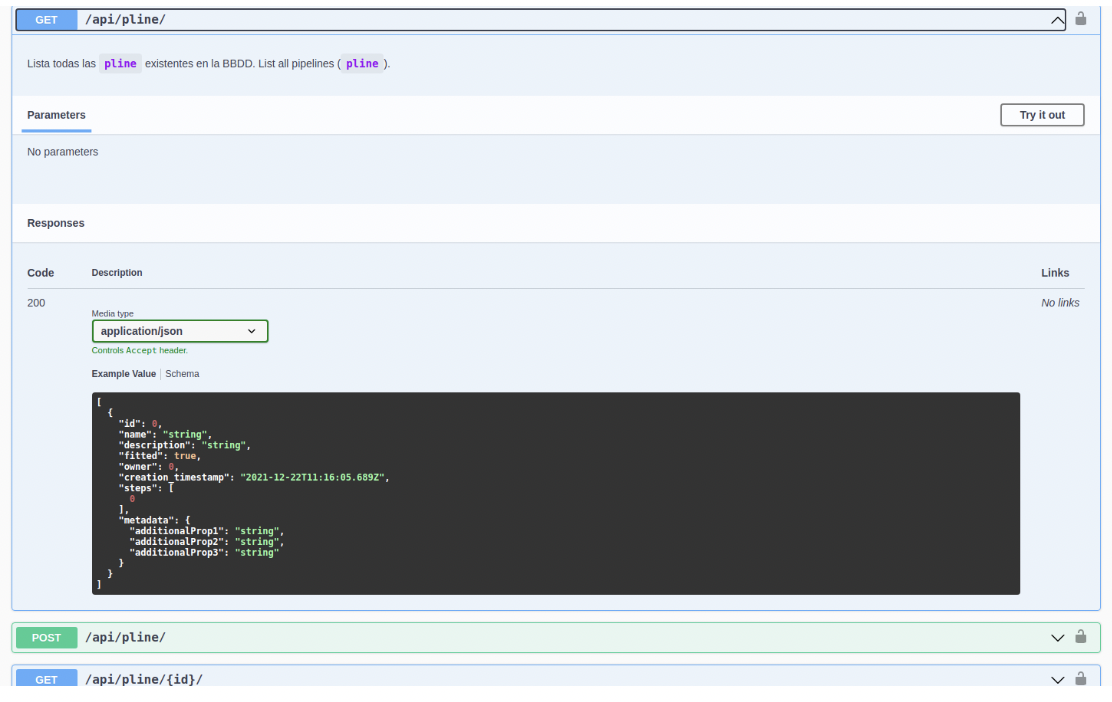 GET /api/pline/
Lista todas las pline existentes en la BBDD. List all pipelines ( pline ).
Parameters Try it out
No parameters
Responses
Code Description Links
200 No links
Media type
application/json
Controls Accept header.
Example Value Schema
[
{
"id": 0,
"name": "string",
"description": "string",
"fitted": true,
"owner": 0,
"creation_timestamp": "2021-12-22T11:16:05.689Z",
"steps": [
0
],
"metadata": {
"additionalProp1": "string",
"additionalProp2": "string",
"additionalProp3": "string"
}
}
]
POST /api/pline/
GET /api/pline/{id}/